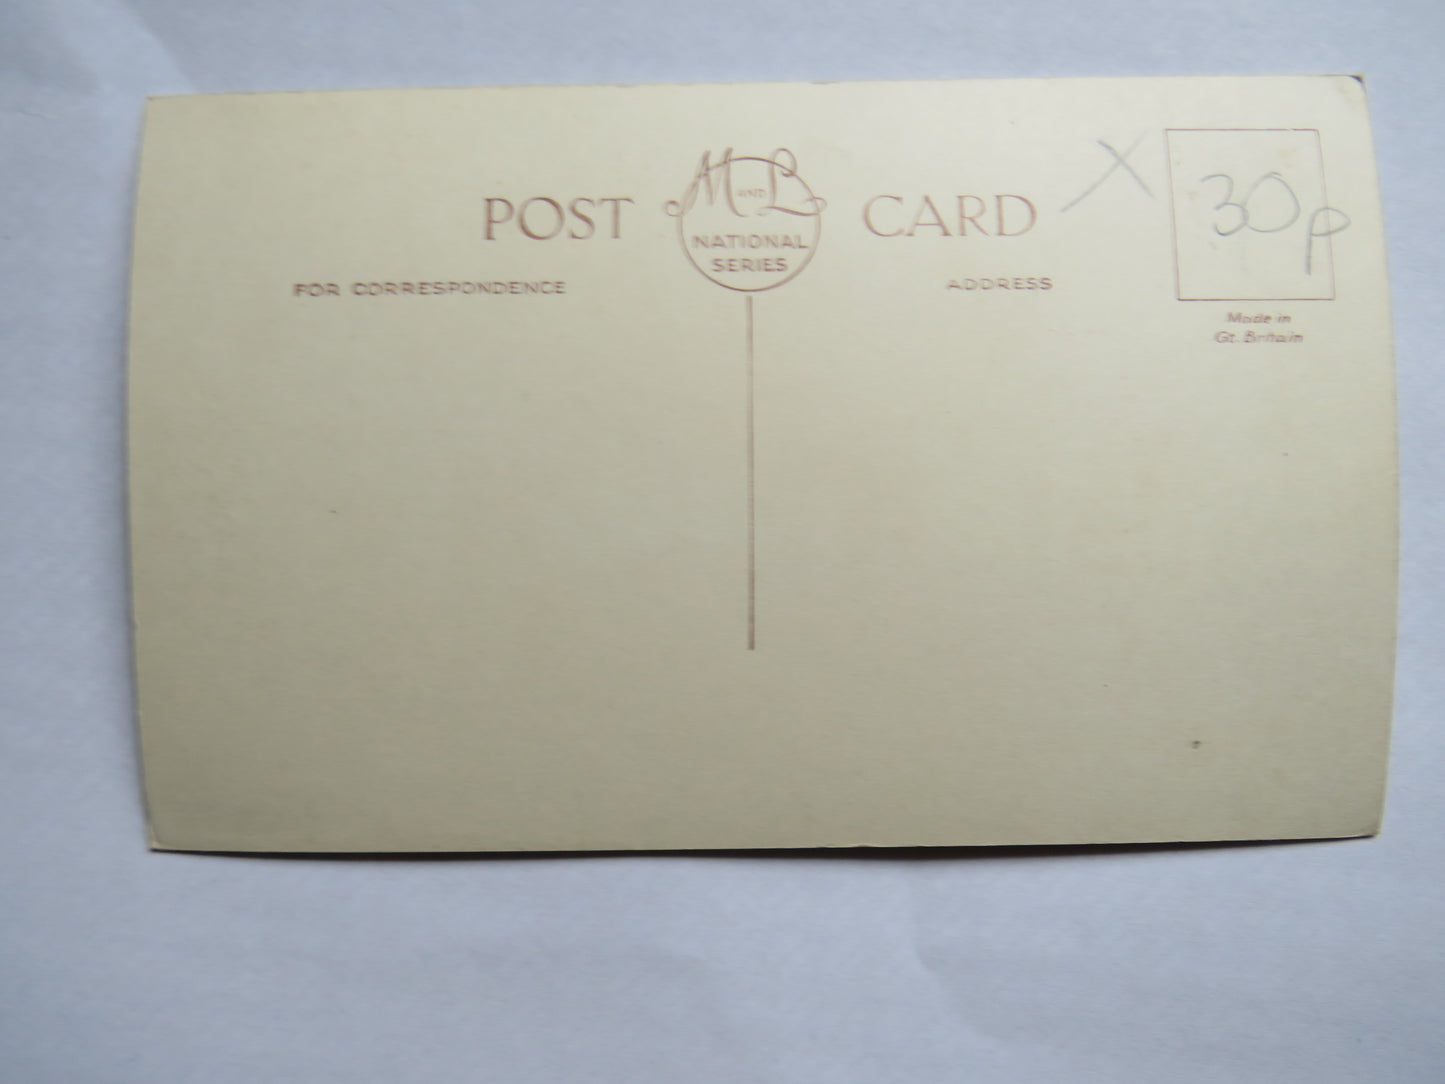 POST M AND L CARD
NATIONAL
SERIES
FOR CORRESPONDENCE
ADDRESS
X
30p
Made in
Gt. Britain